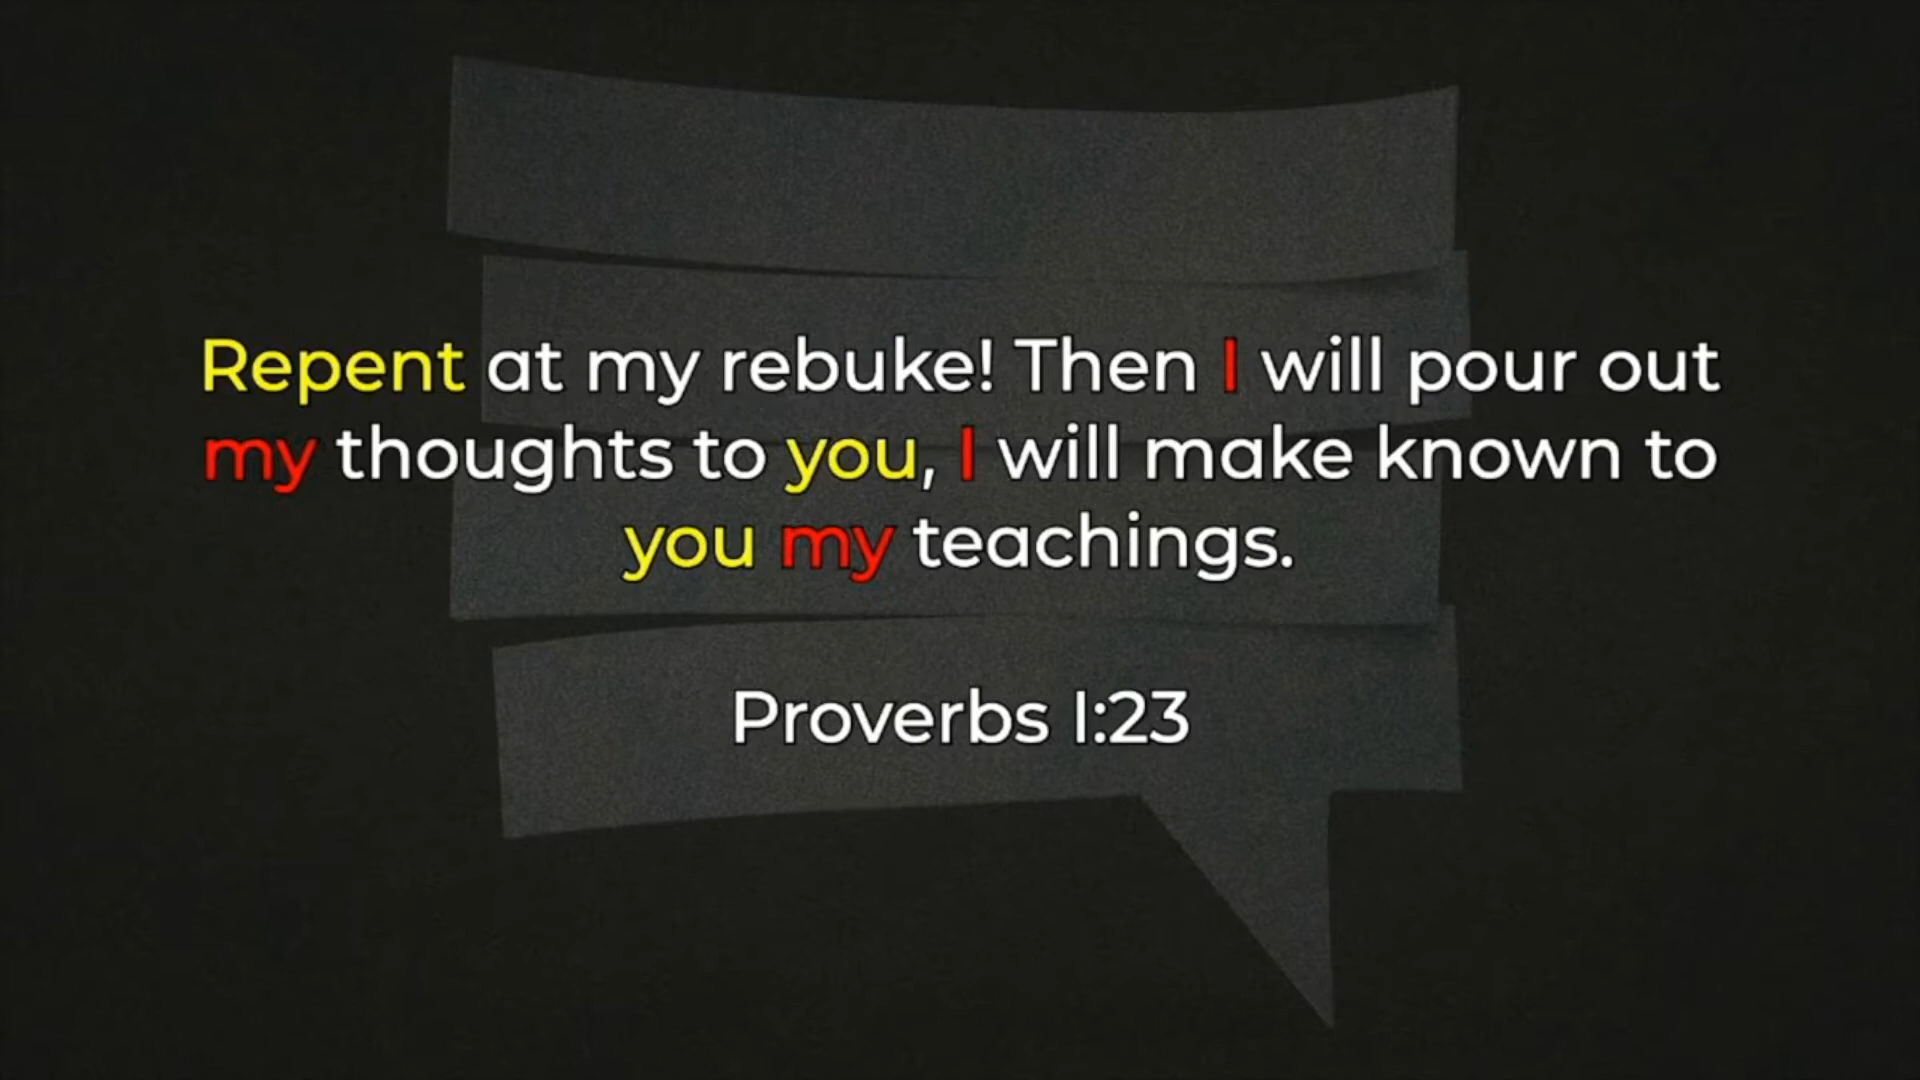 Repent at my rebuke! Then I will pour out
my thoughts to you, I will make known to
you my teachings.
Proverbs 1:23